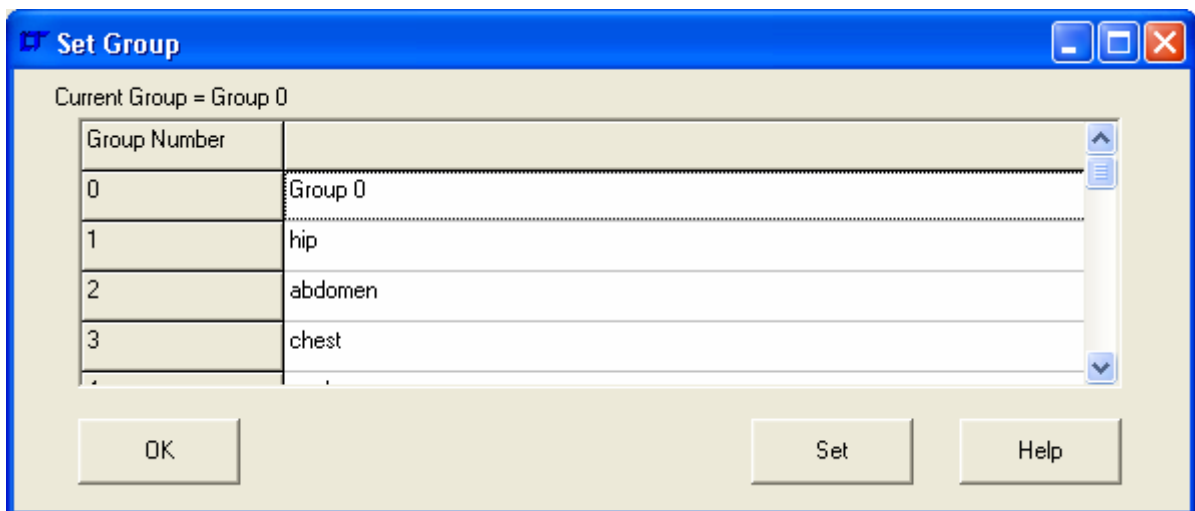 Set Group
Current Group = Group 0
Group Number
0 Group 0
1 hip
2 abdomen
3 chest
OK Set Help